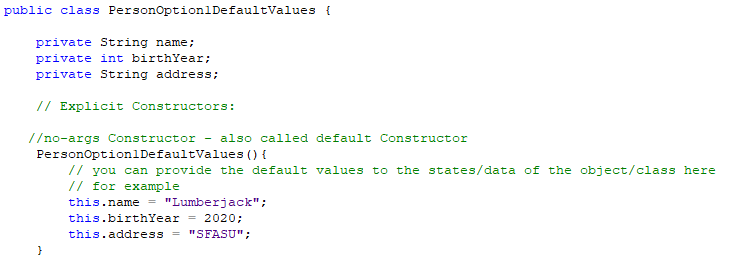 public class PersonOption1DefaultValues {
private String name;
private int birthYear;
private String address;
// Explicit Constructors:
//no-args Constructor - also called default Constructor
PersonOption1DefaultValues(){
// you can provide the default values to the states/data of the object/class here
// for example
this.name = "Lumberjack";
this.birthYear = 2020;
this.address = "SFASU";
}